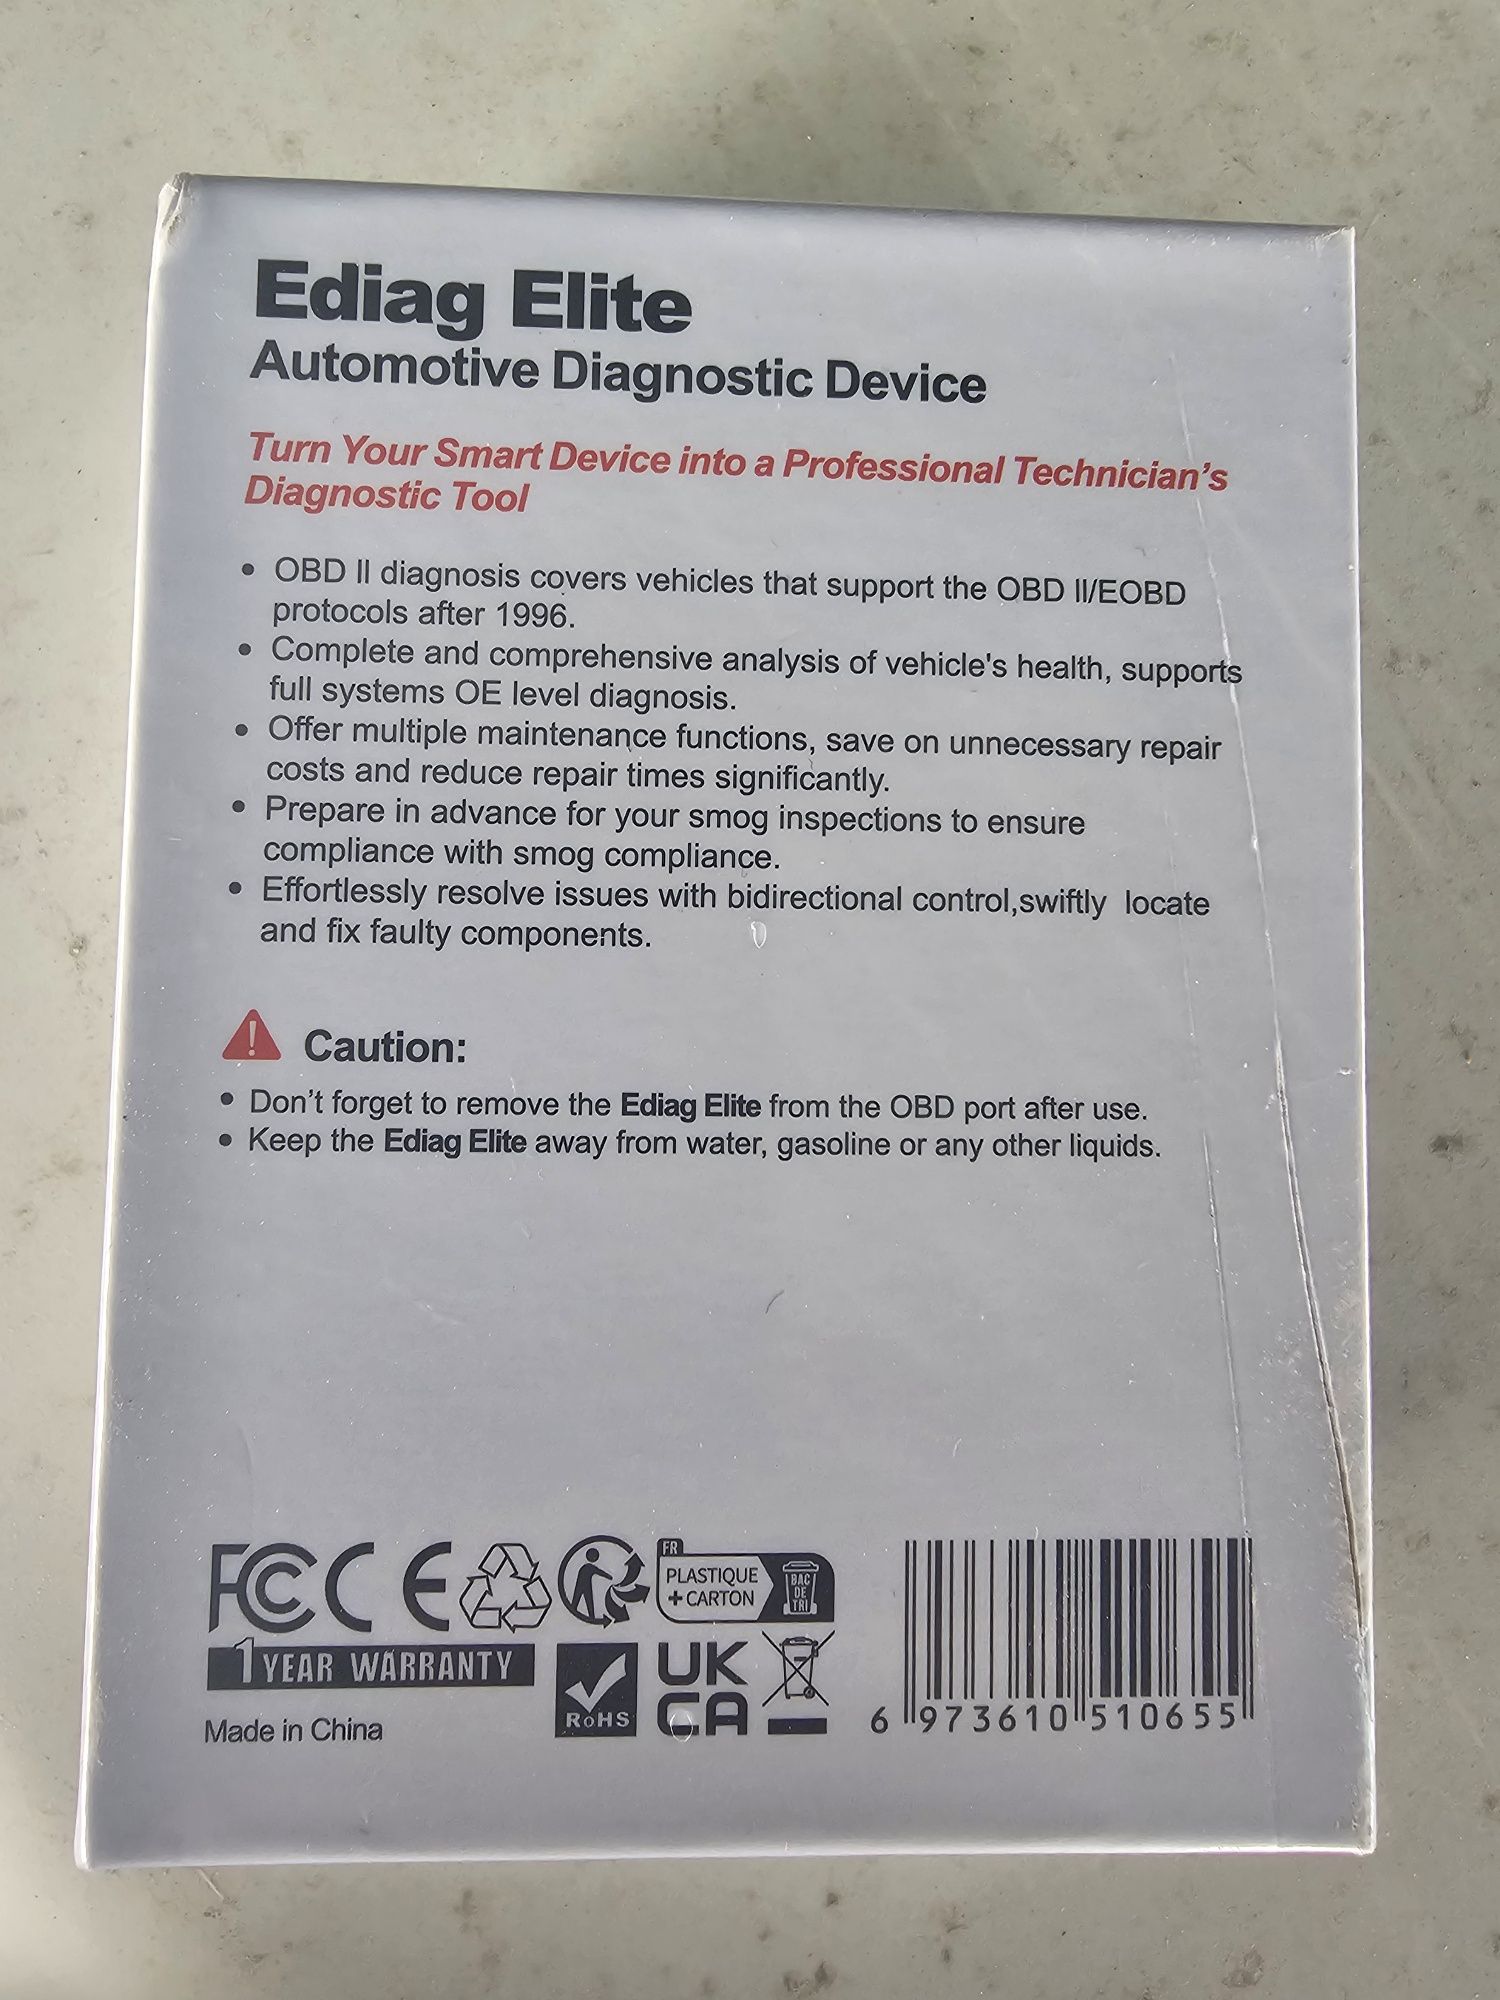 Ediag Elite
Automotive Diagnostic Device
Turn Your Smart Device into a Professional Technician's
Diagnostic Tool
• OBD II diagnosis covers vehicles that support the OBD II/EOBD
protocols after 1996.
• Complete and comprehensive analysis of vehicle's health, supports
full systems OE level diagnosis.
• Offer multiple maintenance functions, save on unnecessary repair
costs and reduce repair times significantly.
• Prepare in advance for your smog inspections to ensure
compliance with smog compliance.
• Effortlessly resolve issues with bidirectional control,swiftly  locate
and fix faulty components.
Caution:
• Don't forget to remove the Ediag Elite from the OBD port after use.
• Keep the Ediag Elite away from water, gasoline or any other liquids.
FC CE
FR
PLASTIQUE
+ CARTON
BAC
DE
TRI
1 YEAR WARRANTY
RoHS
UK
CA
Made in China
6 973610 510655